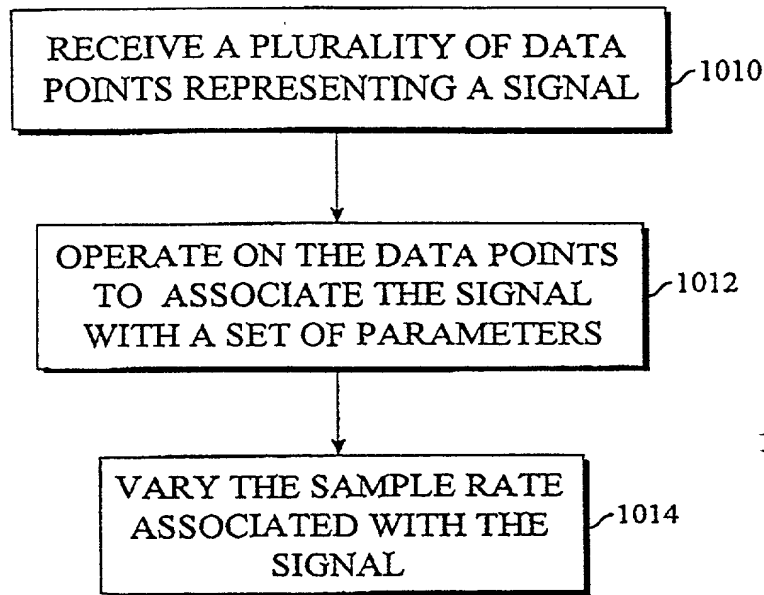 RECEIVE A PLURALITY OF DATA
POINTS REPRESENTING A SIGNAL
1010
OPERATE ON THE DATA POINTS
TO ASSOCIATE THE SIGNAL
WITH A SET OF PARAMETERS
1012
VARY THE SAMPLE RATE
ASSOCIATED WITH THE
SIGNAL
1014